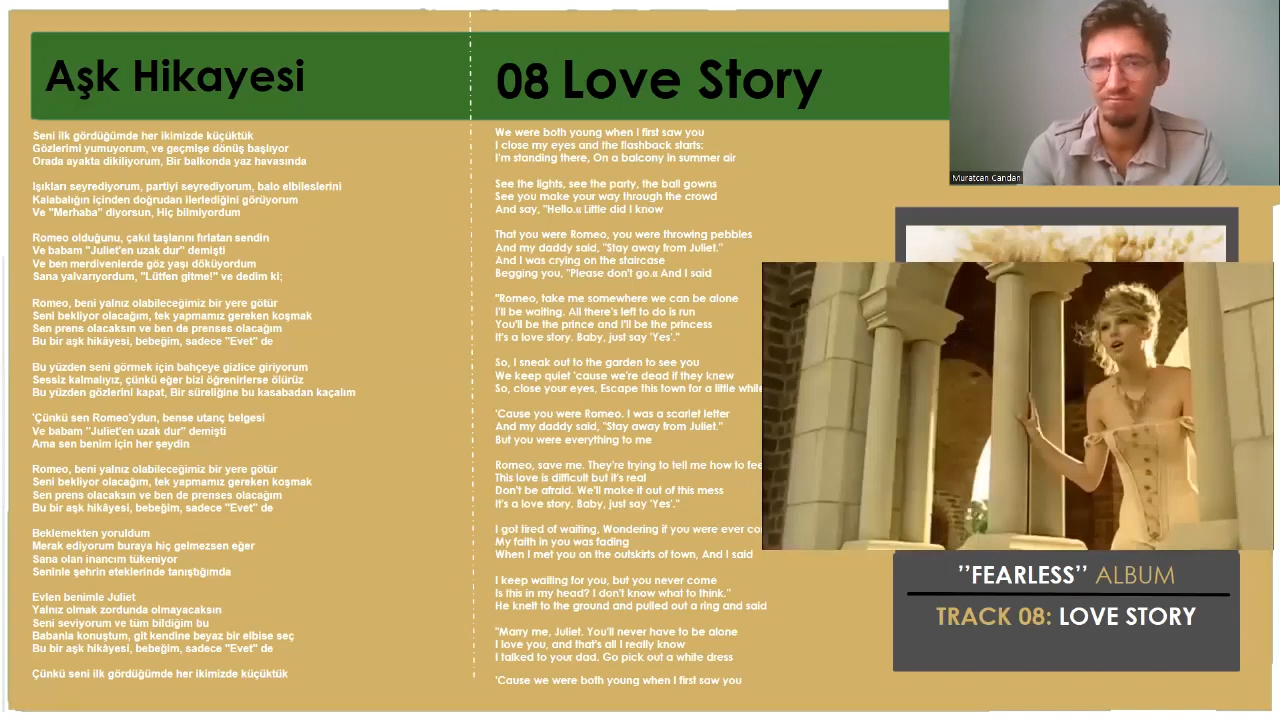 Aşk Hikayesi
Seni ilk gördüğümde her ikimizde küçüktük
Gözlerimi yumuyorum, ve geçmişe dönüş başlıyor
Orada ayakta dikiliyorum, Bir balkonda yaz havasında
Işıkları seyrediyorum, partiyi seyrediyorum, balo elbileslerini
Kalabalığın içinden doğrudan ilerlediğini görüyorum
Ve "Merhaba" diyorsun, Hiç bilmiyordum
Romeo olduğunu, çakıl taşlarını fırlatan sendin
Ve babam "Juliet'en uzak dur" demişti
Ve ben merdivenlerde göz yaşı döküyordum
Sana yalvarıyordum, "Lütfen gitme!" ve dedim ki;
Romeo, beni yalnız olabileceğimiz bir yere götür
Seni bekliyor olacağım, tek yapmamız gereken koşmak
Sen prens olacaksın ve ben de prenses olacağım
Bu bir aşk hikâyesi, bebeğim, sadece "Evet" de
Bu yüzden seni görmek için bahçeye gizlice giriyorum
Sessiz kalmalıyız, çünkü eğer bizi öğrenirlerse ölürüz
Bu yüzden gözlerini kapat, Bir süreliğine bu kasabadan kaçalım
'Çünkü sen Romeo'ydun, bense utanç belgesi
Ve babam "Juliet'en uzak dur" demişti
Ama sen benim için her şeydin
Romeo, beni yalnız olabileceğimiz bir yere götür
Seni bekliyor olacağım, tek yapmamız gereken koşmak
Sen prens olacaksın ve ben de prenses olacağım
Bu bir aşk hikâyesi, bebeğim, sadece "Evet" de
Beklemekten yoruldum
Merak ediyorum buraya hiç gelmezsen eğer
Sana olan inancım tükeniyor
Seninle şehrin eteklerinde tanıştığımda
Evlen benimle Juliet
Yalnız olmak zordunda olmayacaksın
Seni seviyorum ve tüm bildiğim bu
Babanla konuştum, git kendine beyaz bir elbise seç
Bu bir aşk hikâyesi, bebeğim, sadece "Evet" de
Çünkü seni ilk gördüğümde her ikimizde küçüktük
08 Love Story
We were both young when I first saw you
I close my eyes and the flashback starts:
I'm standing there, On a balcony in summer air
See the lights, see the party, the ball gowns
See you make your way through the crowd
And say, "Hello.α Little did I know
That you were Romeo, you were throwing pebbles
And my daddy said, "Stay away from Juliet."
And I was crying on the staircase
Begging you, "Please don't go.α And I said
"Romeo, take me somewhere we can be alone
I'll be waiting. All there's left to do is run
You'll be the prince and I'll be the princess
It's a love story. Baby, just say 'Yes'."
So, I sneak out to the garden to see you
We keep quiet 'cause we're dead if they knew
So, close your eyes, Escape this town for a little while
'Cause you were Romeo. I was a scarlet letter
And my daddy said, "Stay away from Juliet."
But you were everything to me
Romeo, save me. They're trying to tell me how to fee
This love is difficult but it's real
Don't be afraid. We'll make it out of this mess
It's a love story. Baby, just say 'Yes'."
I got tired of waiting, Wondering if you were ever co
My faith in you was fading
When I met you on the outskirts of town, And I said
I keep waiting for you, but you never come
Is this in my head? I don't know what to think."
He knelt to the ground and pulled out a ring and said
"Marry me, Juliet. You'll never have to be alone
I love you, and that's all I really know
I talked to your dad. Go pick out a white dress
'Cause we were both young when I first saw you
Muratcan Candan
''FEARLESS'' ALBUM
TRACK 08: LOVE STORY